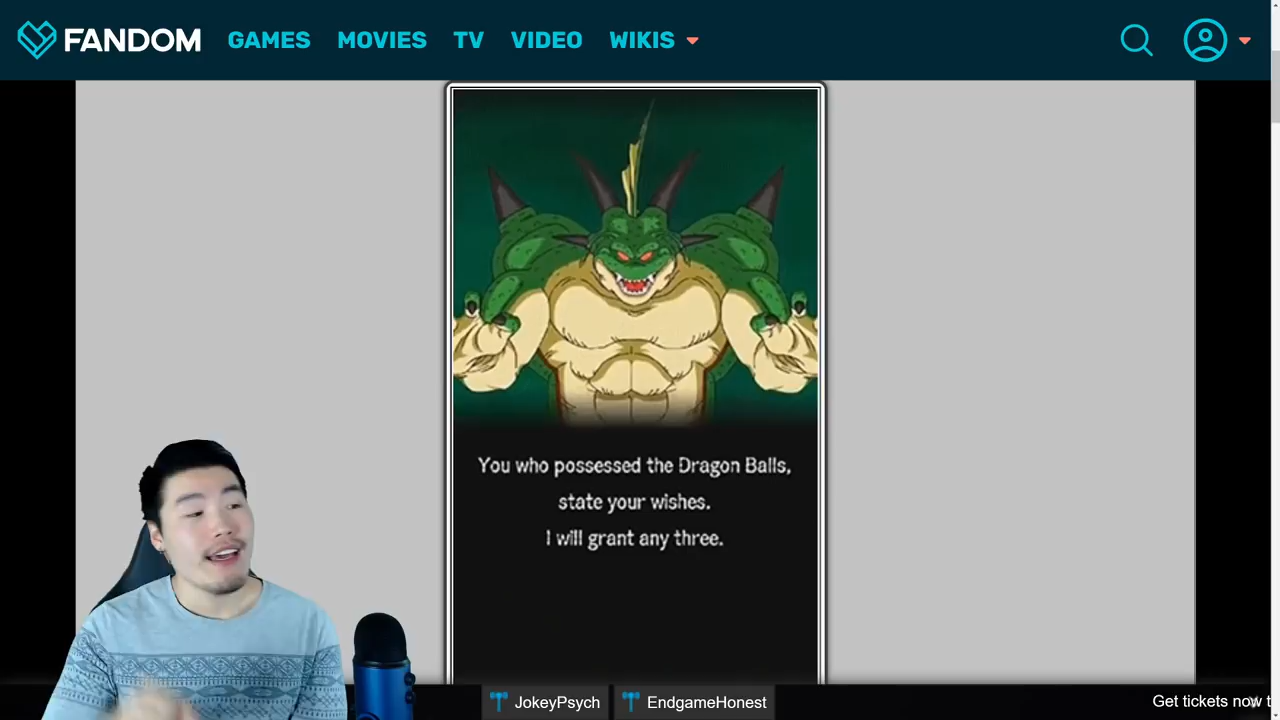 FANDOM GAMES MOVIES TV VIDEO WIKIS
You who possessed the Dragon Balls,
state your wishes.
I will grant any three.
JokeyPsych EndgameHonest Get tickets now t